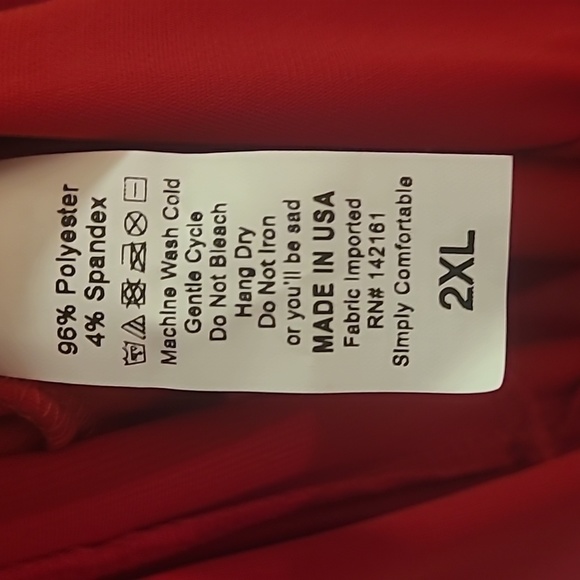 96% Polyester
4% Spandex
Machine Wash Cold
Gentle Cycle
Do Not Bleach
Hang Dry
Do Not Iron
or you'll be sad
MADE IN USA
Fabric Imported
RN# 142161
Simply Comfortable
2XL